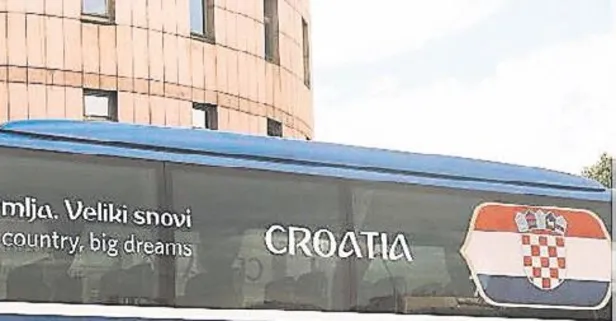 mlja. Veliki snovi
country, big dreams
CROATIA